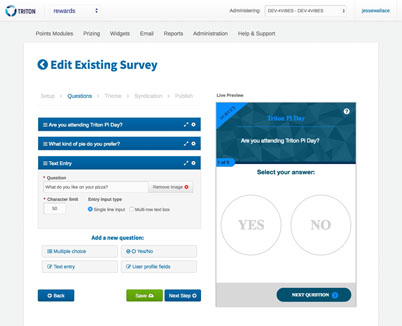 TRITON
rewards
Administering: DEV-4VIBES - DEV-4VIBES
jessewallace
Points Modules Prizing Widgets Email Reports Administration Help & Support
Edit Existing Survey
Setup Questions Theme Syndication Publish
Are you attending Triton Pi Day?
What kind of pie do you prefer?
Text Entry
* Question
What do you like on your pizza?
Remove Image
* Character limit Entry input type
50 Single line input Multi-row text box
Add a new question:
Multiple choice Yes/No
Text entry User profile fields
Back Save Next Step
Live Preview
Triton Pi Day
Are you attending Triton Pi Day?
1 of 3
Select your answer:
YES NO
NEXT QUESTION